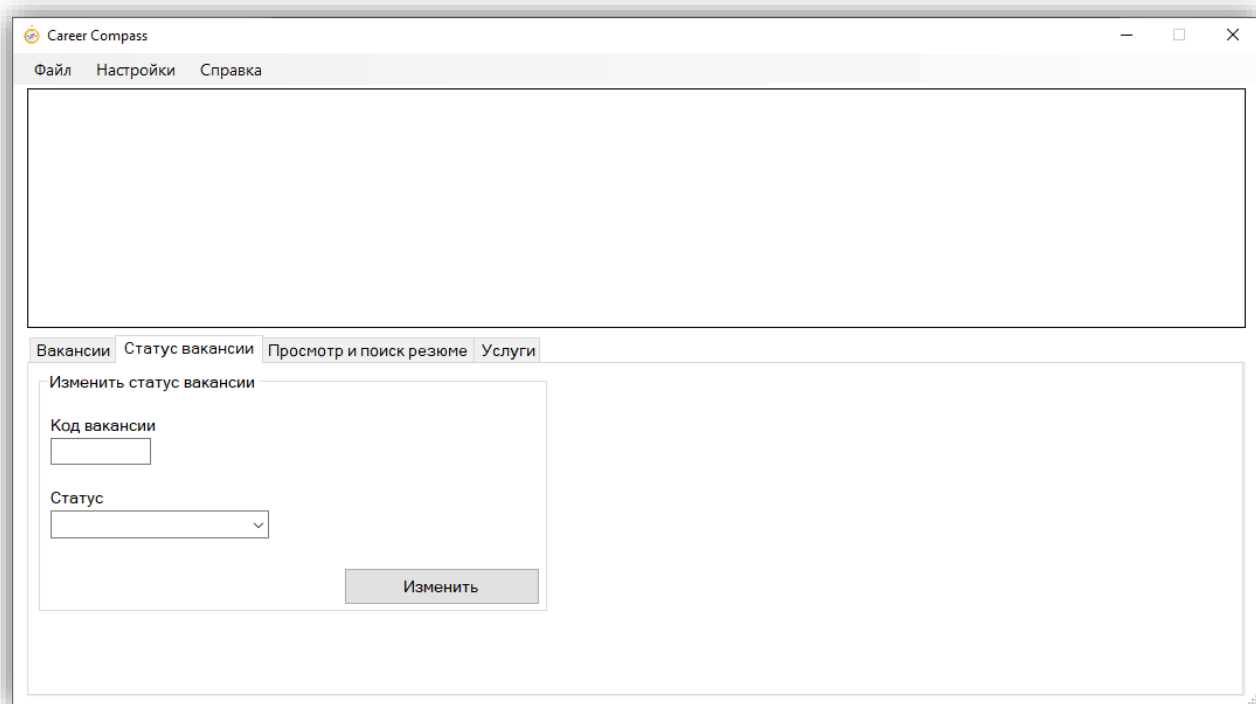 Career Compass
Файл Настройки Справка
Вакансии Статус вакансии Просмотр и поиск резюме Услуги
Изменить статус вакансии
Код вакансии
Статус
Изменить